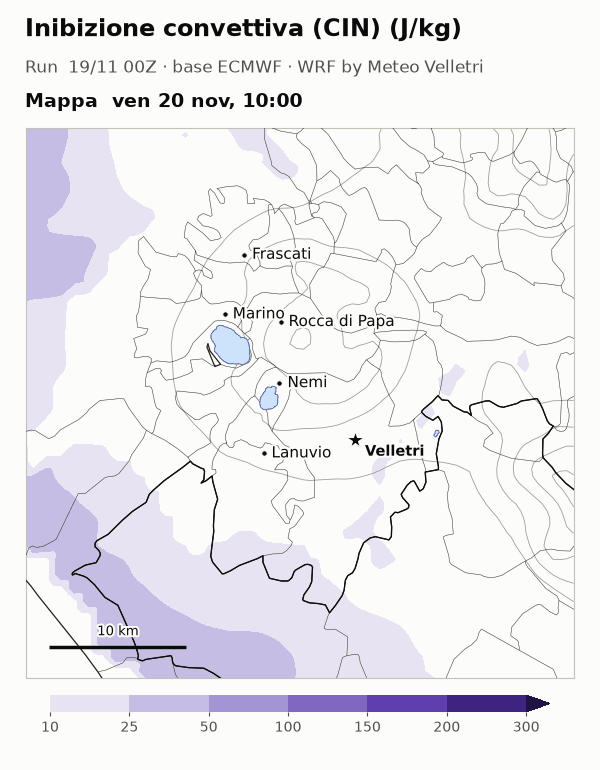 Inibizione convettiva (CIN) (J/kg)
Run  19/11 00Z · base ECMWF · WRF by Meteo Velletri
Mappa  ven 20 nov, 10:00
Frascati
Marino
Rocca di Papa
Nemi
Velletri
Lanuvio
10 km
10 25 50 100 150 200 300